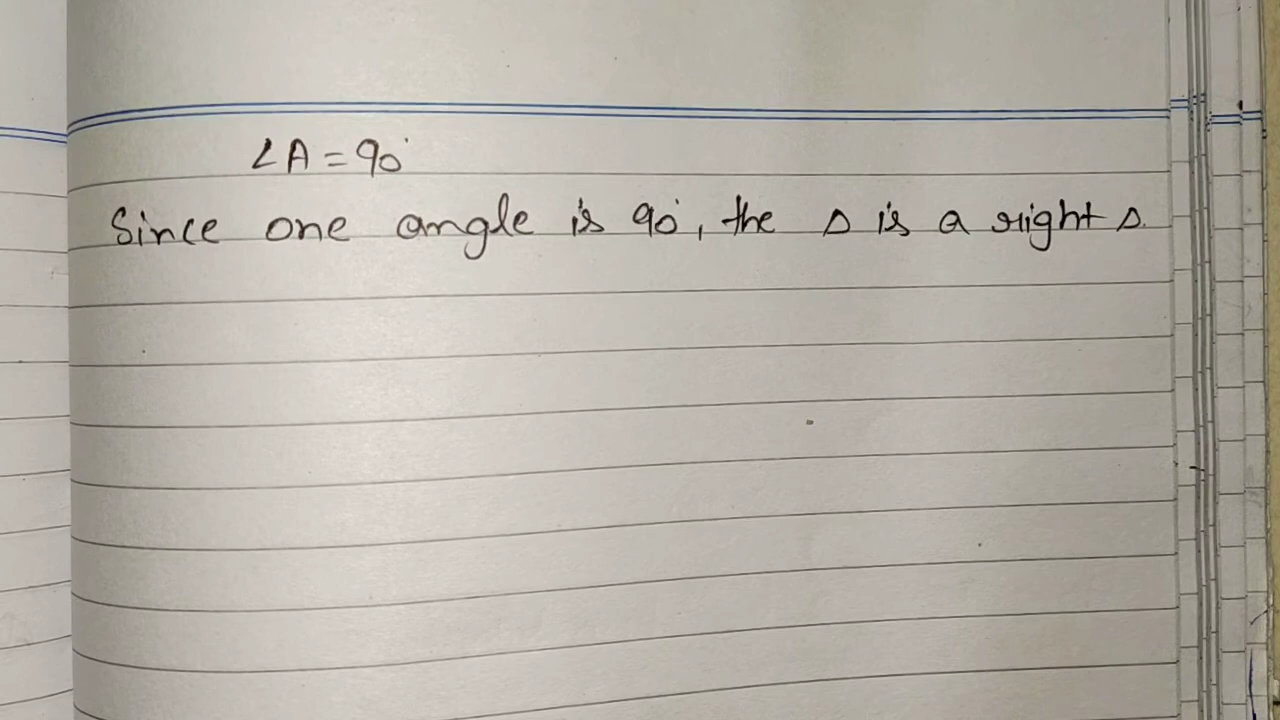 ∠A = 90°
Since one angle is 90°, the Δ is a right Δ.